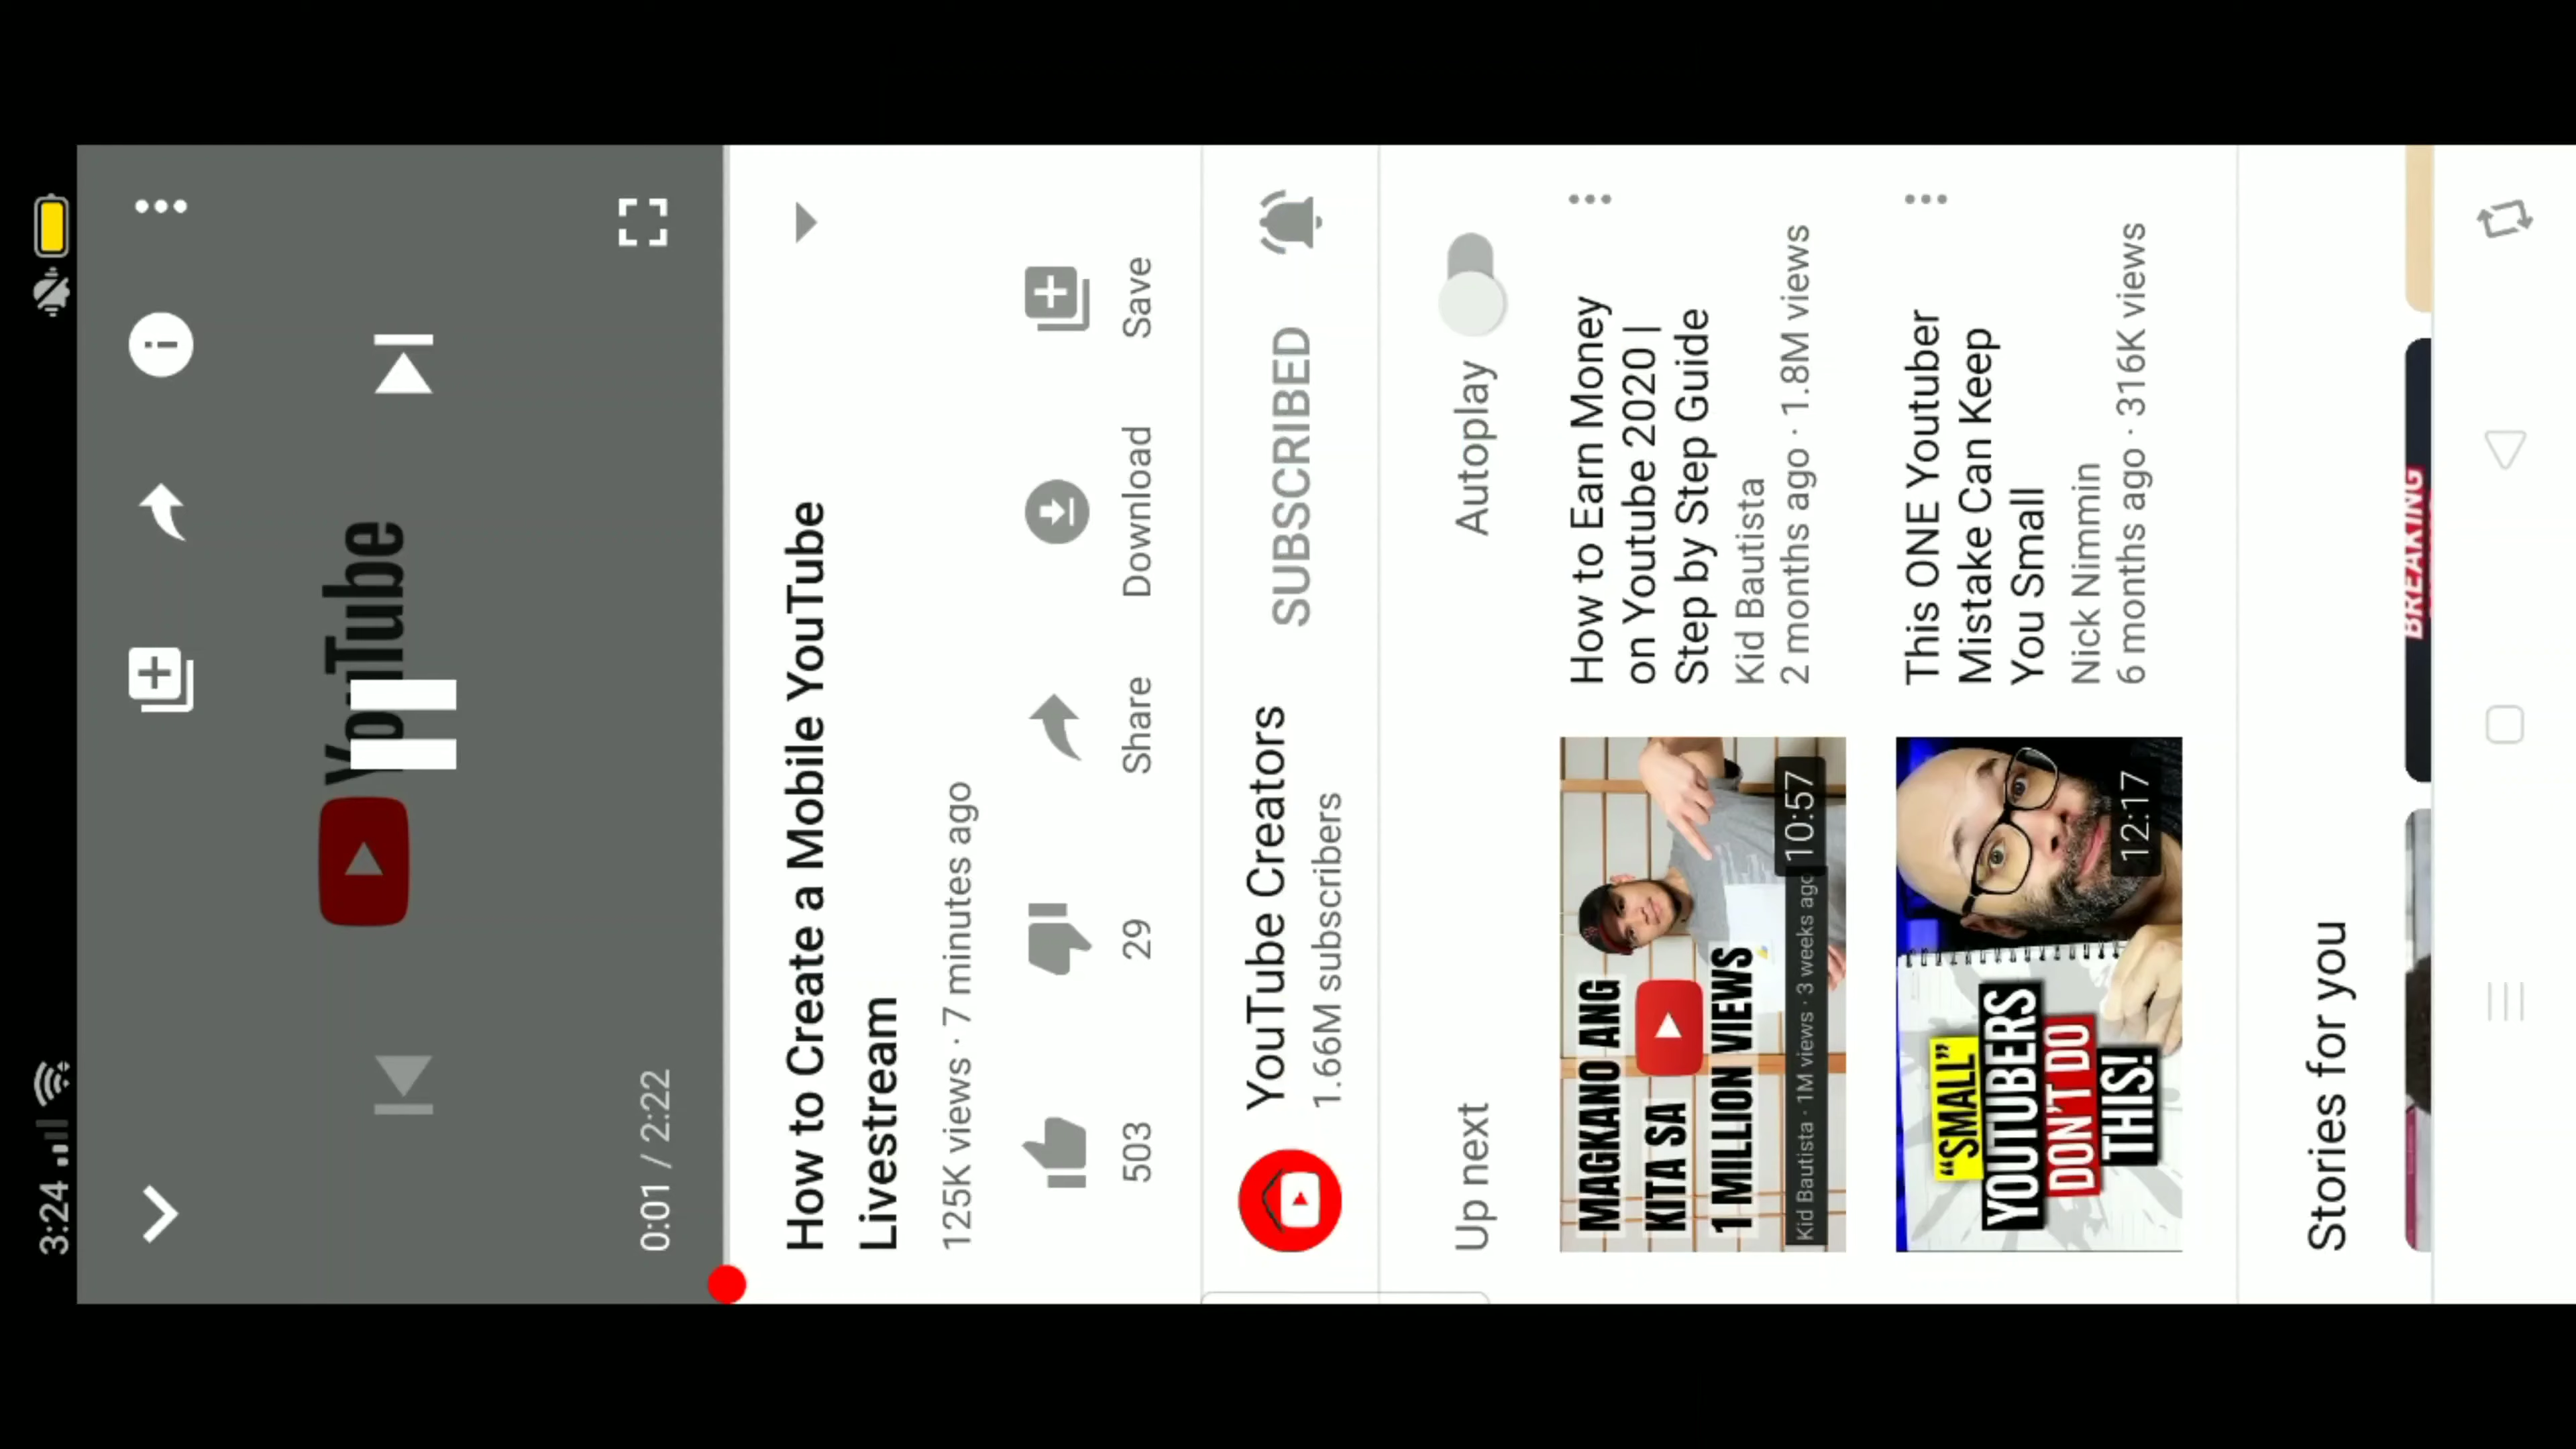 3:24
YouTube
0:01 / 2:22
How to Create a Mobile YouTube
Livestream
125K views · 7 minutes ago
503
29
Share
Download
Save
YouTube Creators
1.66M subscribers
SUBSCRIBED
Up next
Autoplay
MAGKANO ANG
KITA SA
1 MILLION VIEWS
Kid Bautista · 1M views · 3 weeks ago
10:57
How to Earn Money
on Youtube 2020 |
Step by Step Guide
Kid Bautista
2 months ago · 1.8M views
"SMALL"
YOUTUBERS
DON'T DO
THIS!
12:17
This ONE Youtuber
Mistake Can Keep
You Small
Nick Nimmin
6 months ago · 316K views
Stories for you
BREAKING